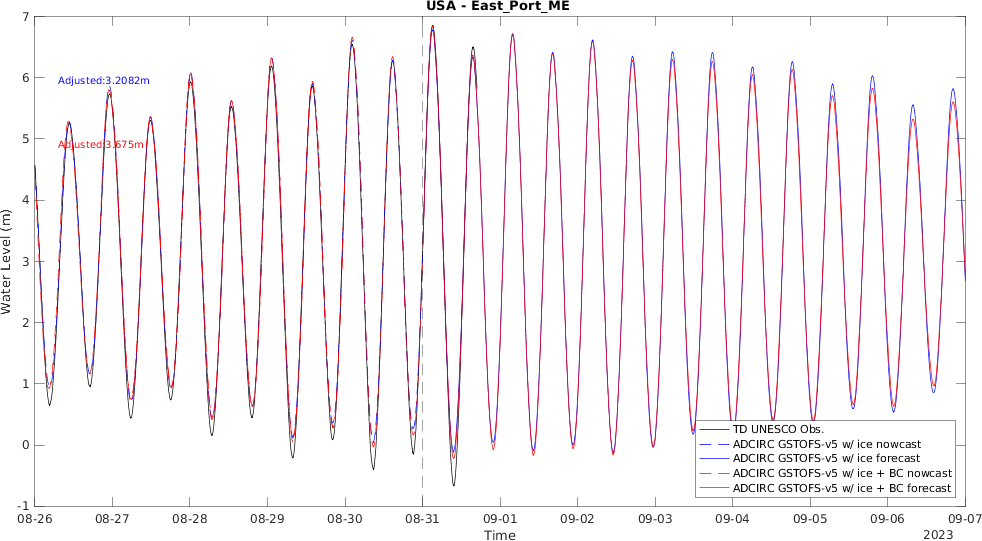 USA - East_Port_ME
7
6
5
4
3
2
1
0
-1
Water Level (m)
Adjusted:3.2082m
Adjusted:3.675m
TD UNESCO Obs.
ADCIRC GSTOFS-v5 w/ ice nowcast
ADCIRC GSTOFS-v5 w/ ice forecast
ADCIRC GSTOFS-v5 w/ ice + BC nowcast
ADCIRC GSTOFS-v5 w/ ice + BC forecast
08-26 08-27 08-28 08-29 08-30 08-31 09-01 09-02 09-03 09-04 09-05 09-06 09-07
Time
2023